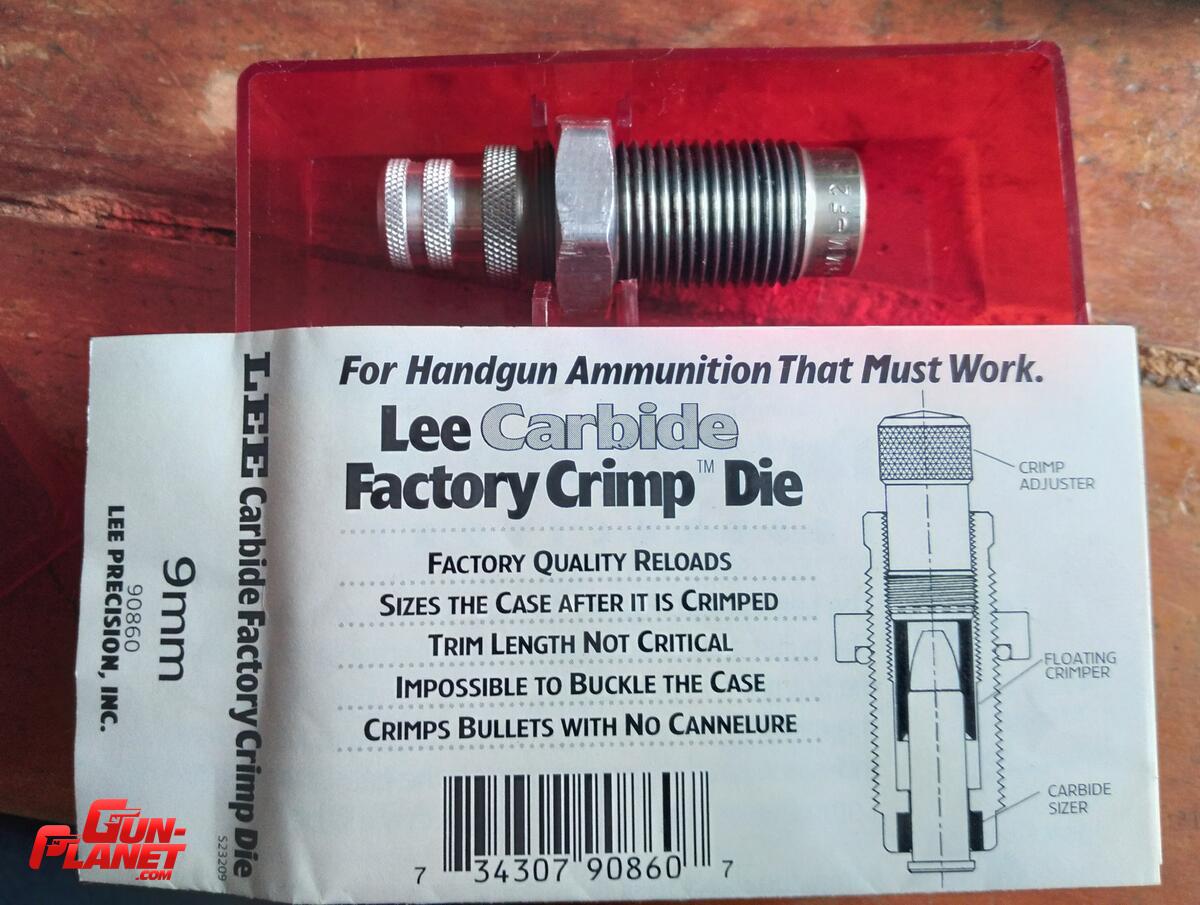 For Handgun Ammunition That Must Work.
Lee Carbide
Factory Crimp™ Die
FACTORY QUALITY RELOADS
SIZES THE CASE AFTER IT IS CRIMPED
TRIM LENGTH NOT CRITICAL
IMPOSSIBLE TO BUCKLE THE CASE
CRIMPS BULLETS WITH NO CANNELURE
7 34307 90860 7
CRIMP
ADJUSTER
FLOATING
CRIMPER
CARBIDE
SIZER
LEE Carbide Factory Crimp Die
523209
9mm
90860
LEE PRECISION, INC.
GUN-
PLANET
.COM